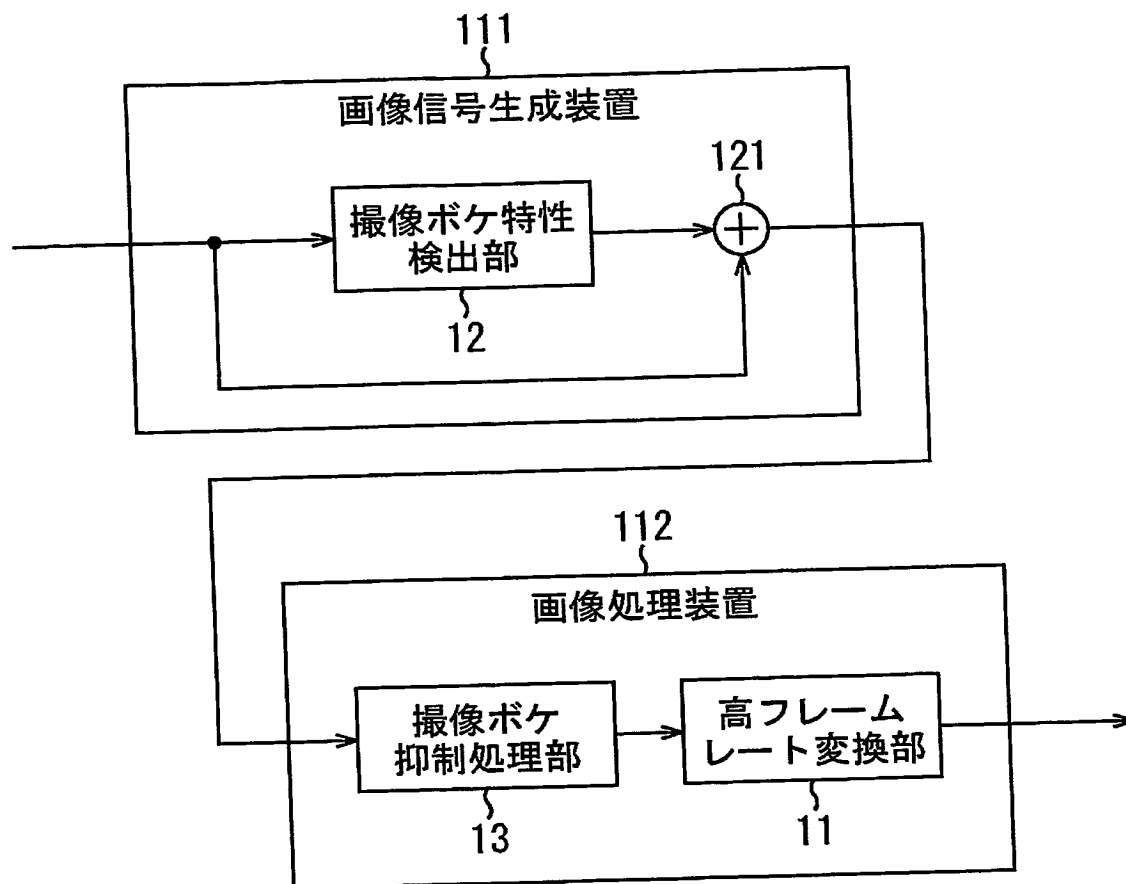 111
画像信号生成装置
121
撮像ボケ特性
検出部
12
112
画像処理装置
撮像ボケ
抑制処理部
13
高フレーム
レート変換部
11